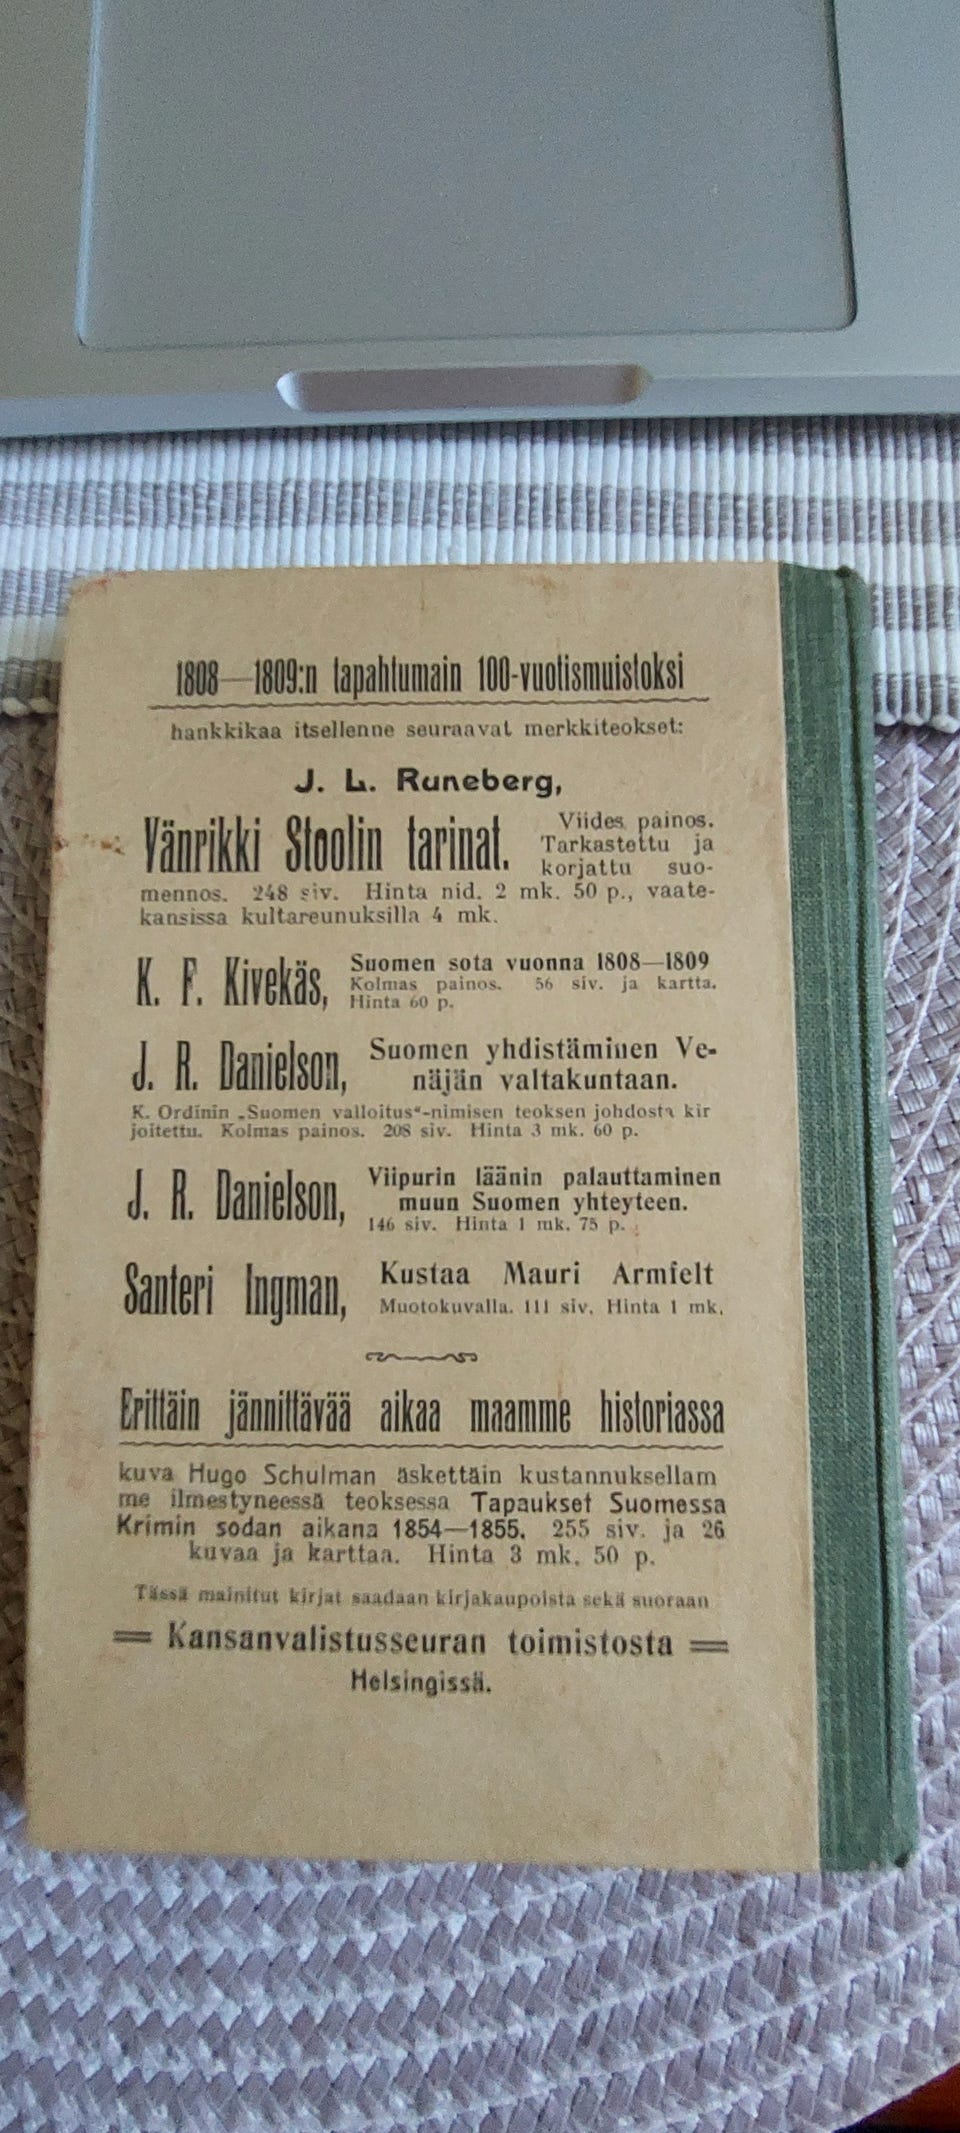 1808—1809:n tapahtumain 100-vuotismuistoksi
hankkikaa itsellenne seuraavat merkkiteokset:
J. L. Runeberg,
Vänrikki Stoolin tarinat. Viides painos.
Tarkastettu ja
korjattu suo-
mennos. 248 siv. Hinta nid. 2 mk. 50 p., vaate-
kansissa kultareunuksilla 4 mk.
K. F. Kivekäs, Suomen sota vuonna 1808—1809
Kolmas painos. 56 siv. ja kartta.
Hinta 60 p.
J. R. Danielson, Suomen yhdistäminen Ve-
näjän valtakuntaan.
K. Ordinin „Suomen valloitus"-nimisen teoksen johdosta kir
joitettu. Kolmas painos. 208 siv. Hinta 3 mk. 60 p.
J. R. Danielson, Viipurin läänin palauttaminen
muun Suomen yhteyteen.
146 siv. Hinta 1 mk. 75 p.
Santeri Ingman, Kustaa Mauri Armfelt
Muotokuvalla. 111 siv. Hinta 1 mk.
Erittäin jännittävää aikaa maamme historiassa
kuva Hugo Schulman äskettäin kustannuksellam
me ilmestyneessä teoksessa Tapaukset Suomessa
Krimin sodan aikana 1854—1855. 255 siv. ja 26
kuvaa ja karttaa. Hinta 3 mk. 50 p.
Tässä mainitut kirjat saadaan kirjakaupoista sekä suoraan
= Kansanvalistusseuran toimistosta =
Helsingissä.